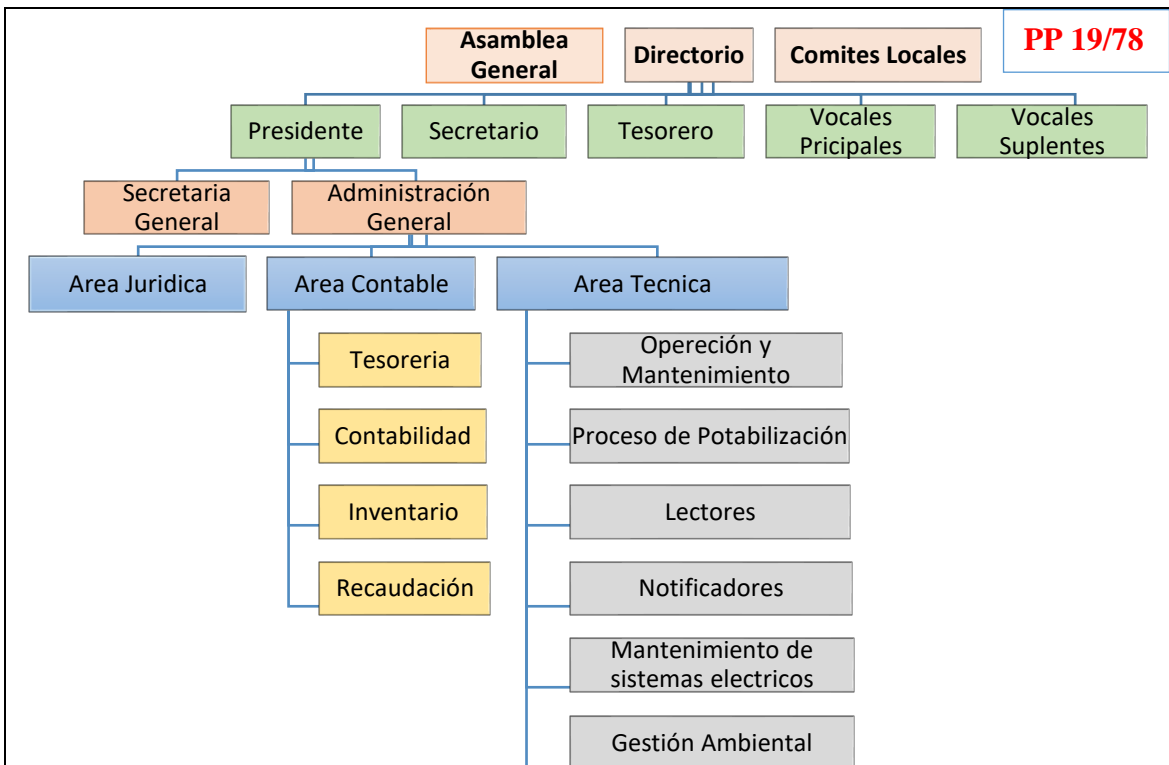 Asamblea
General
Directorio
Comites Locales
PP 19/78
Presidente
Secretario
Tesorero
Vocales
Pricipales
Vocales
Suplentes
Secretaria
General
Administración
General
Area Juridica
Area Contable
Area Tecnica
Tesoreria
Contabilidad
Inventario
Recaudación
Opereción y
Mantenimiento
Proceso de Potabilización
Lectores
Notificadores
Mantenimiento de
sistemas electricos
Gestión Ambiental